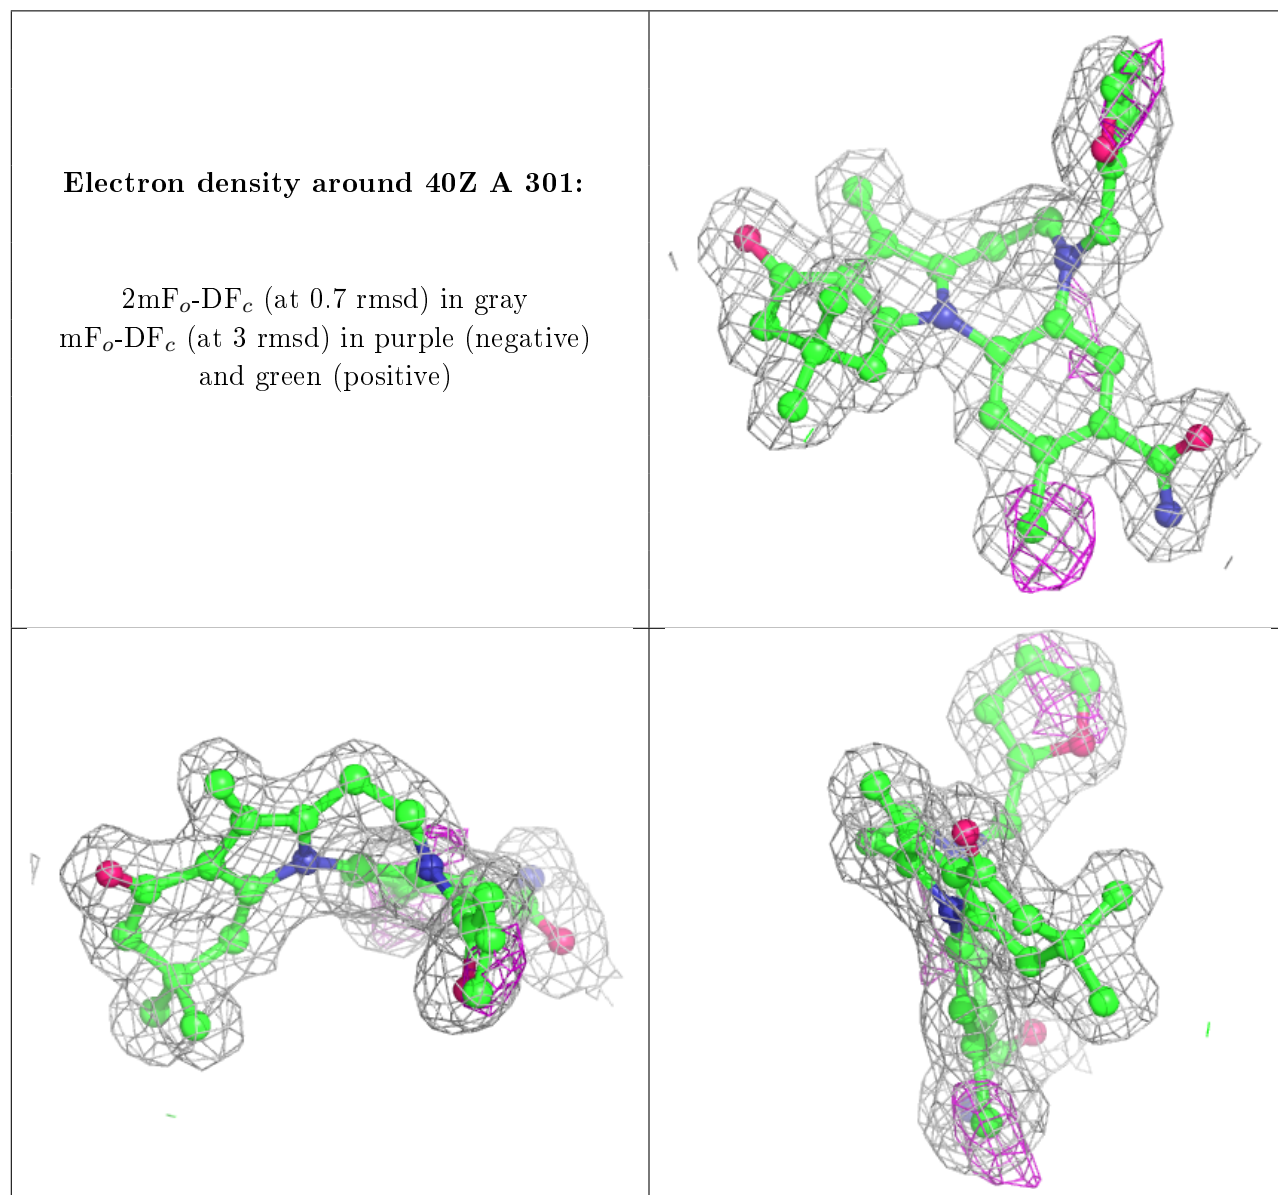 Electron density around 40Z A 301:
2mFo-DFc (at 0.7 rmsd) in gray
mFo-DFc (at 3 rmsd) in purple (negative)
and green (positive)